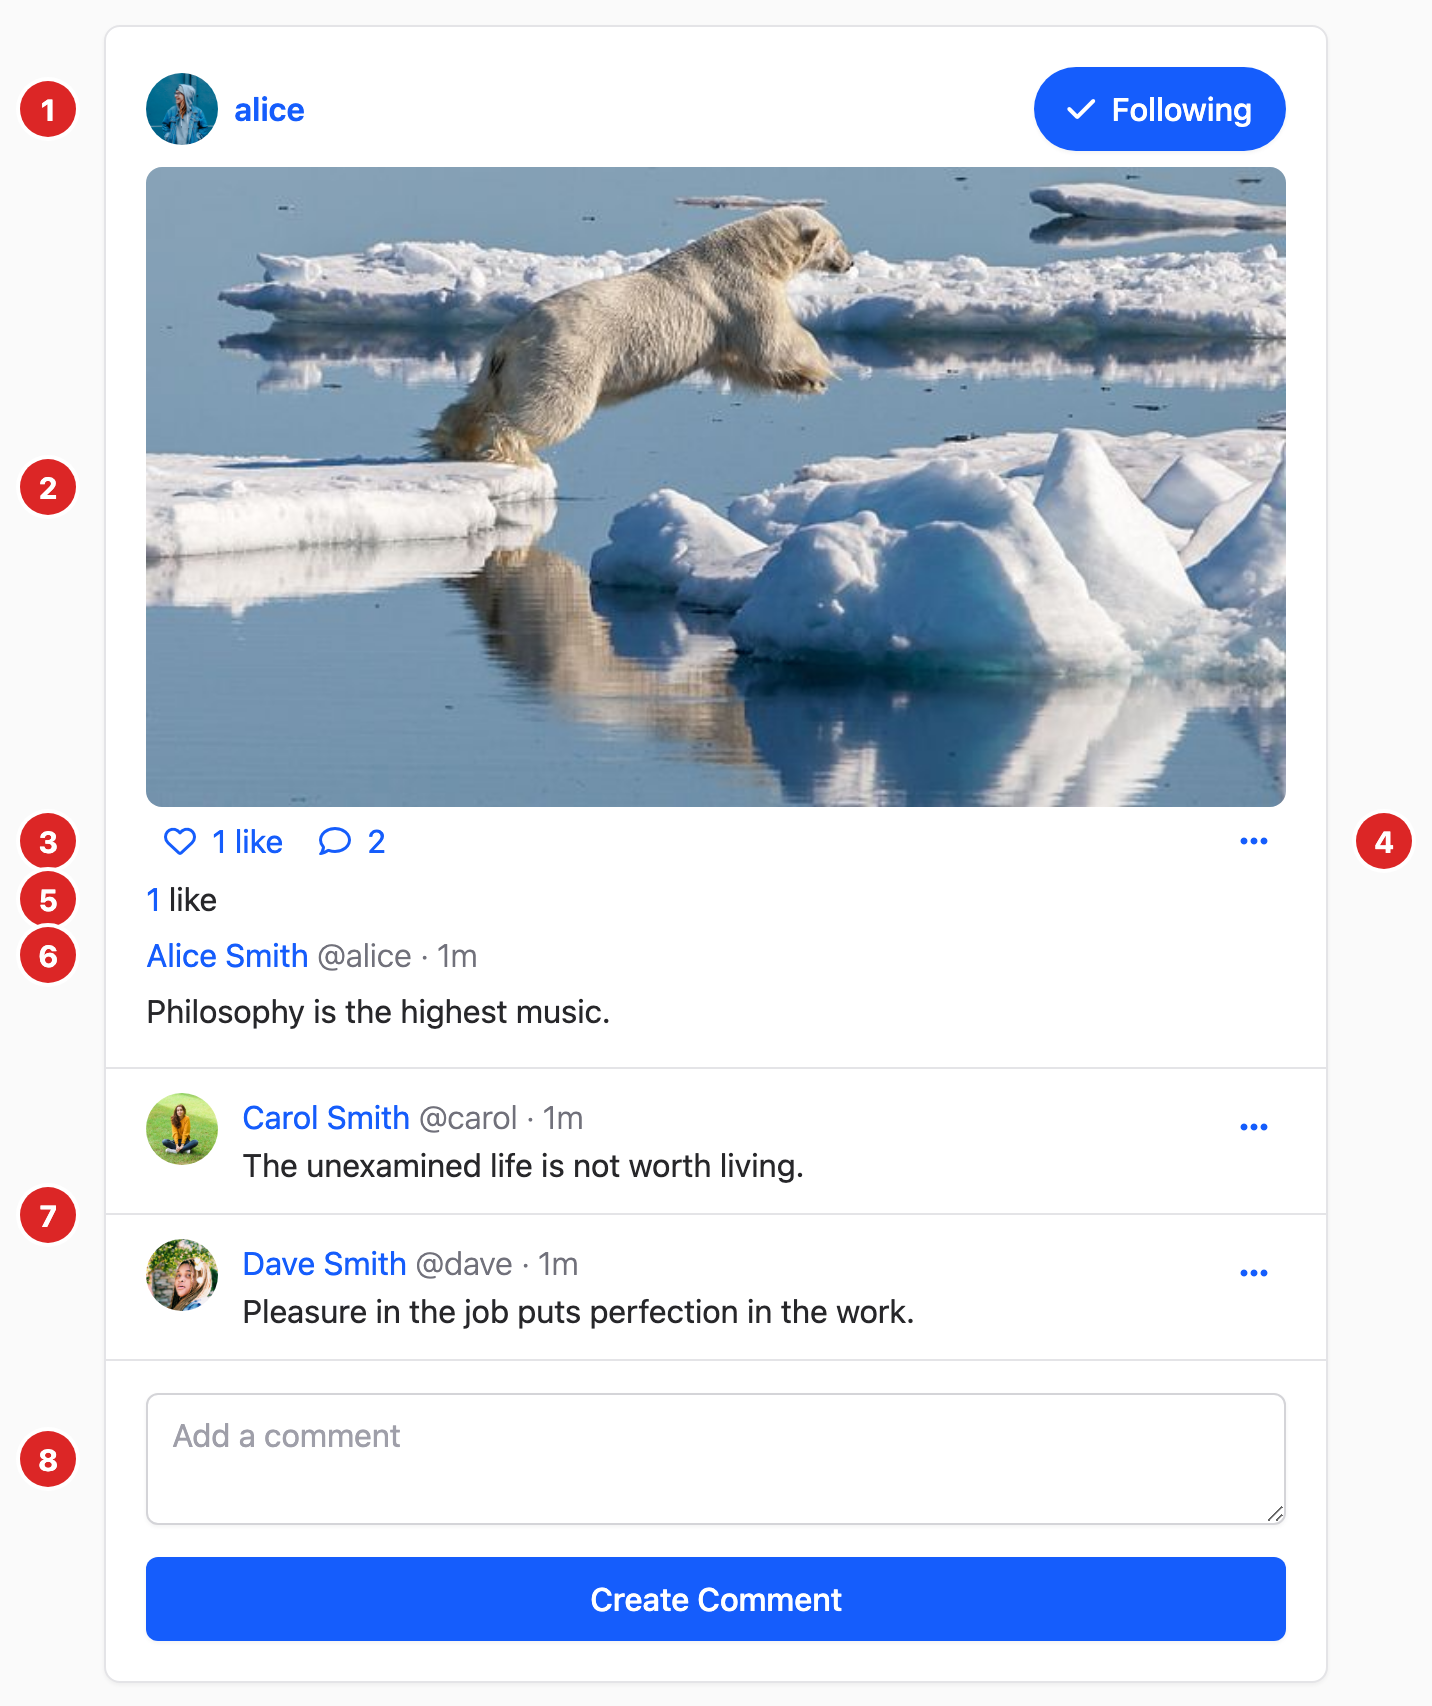 1 alice Following
2
3 1 like 2 4
5 1 like
6 Alice Smith @alice · 1m
Philosophy is the highest music.
Carol Smith @carol · 1m
The unexamined life is not worth living.
7
Dave Smith @dave · 1m
Pleasure in the job puts perfection in the work.
8 Add a comment
Create Comment